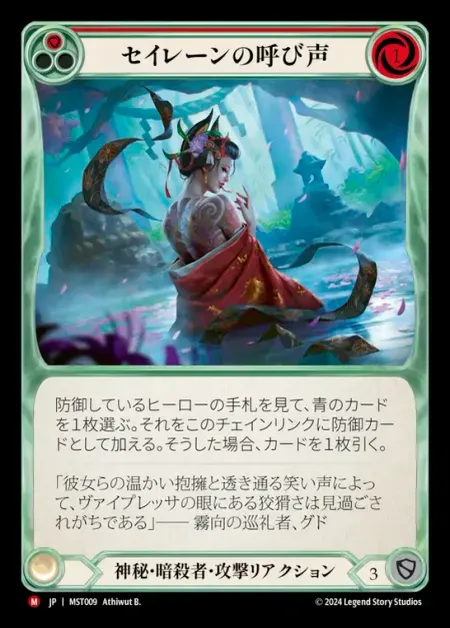 セイレーンの呼び声
1
防御しているヒーローの手札を見て、青のカード
を1枚選ぶ。それをこのチェインリンクに防御カー
ドとして加える。そうした場合、カードを1枚引く。
「彼女らの温かい抱擁と透き通る笑い声によっ
て、ヴァイプレッサの眼にある狡猾さは見過ごさ
れがちである」── 霧向の巡礼者、グド
神秘・暗殺者・攻撃リアクション
3
M JP | MST009 Athiwut B.
© 2024 Legend Story Studios